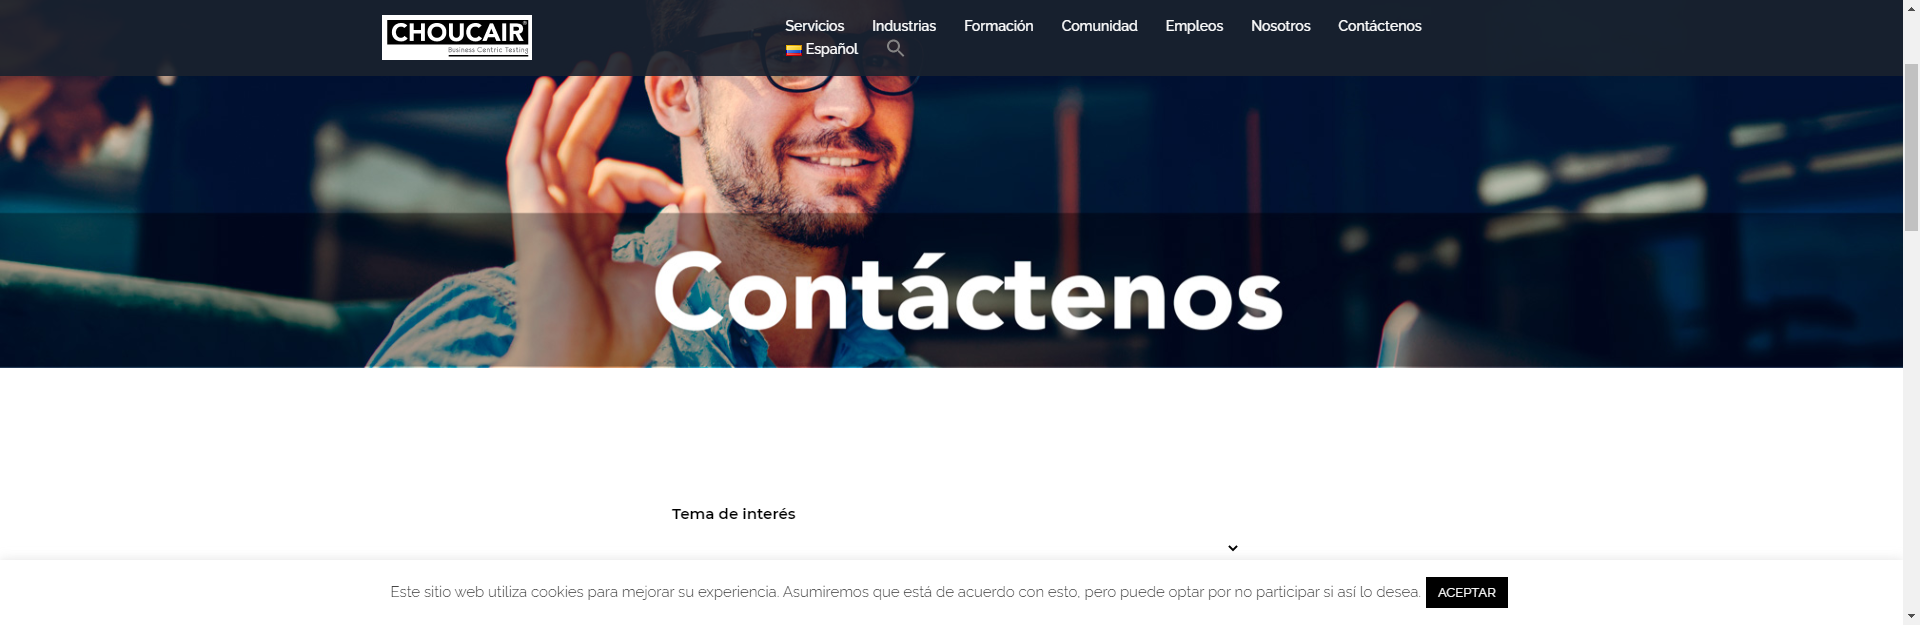 CHOUCAIR
Business Centric Testing
Servicios Industrias Formación Comunidad Empleos Nosotros Contáctenos
Español
Contáctenos
Tema de interés
Este sitio web utiliza cookies para mejorar su experiencia. Asumiremos que está de acuerdo con esto, pero puede optar por no participar si así lo desea. ACEPTAR